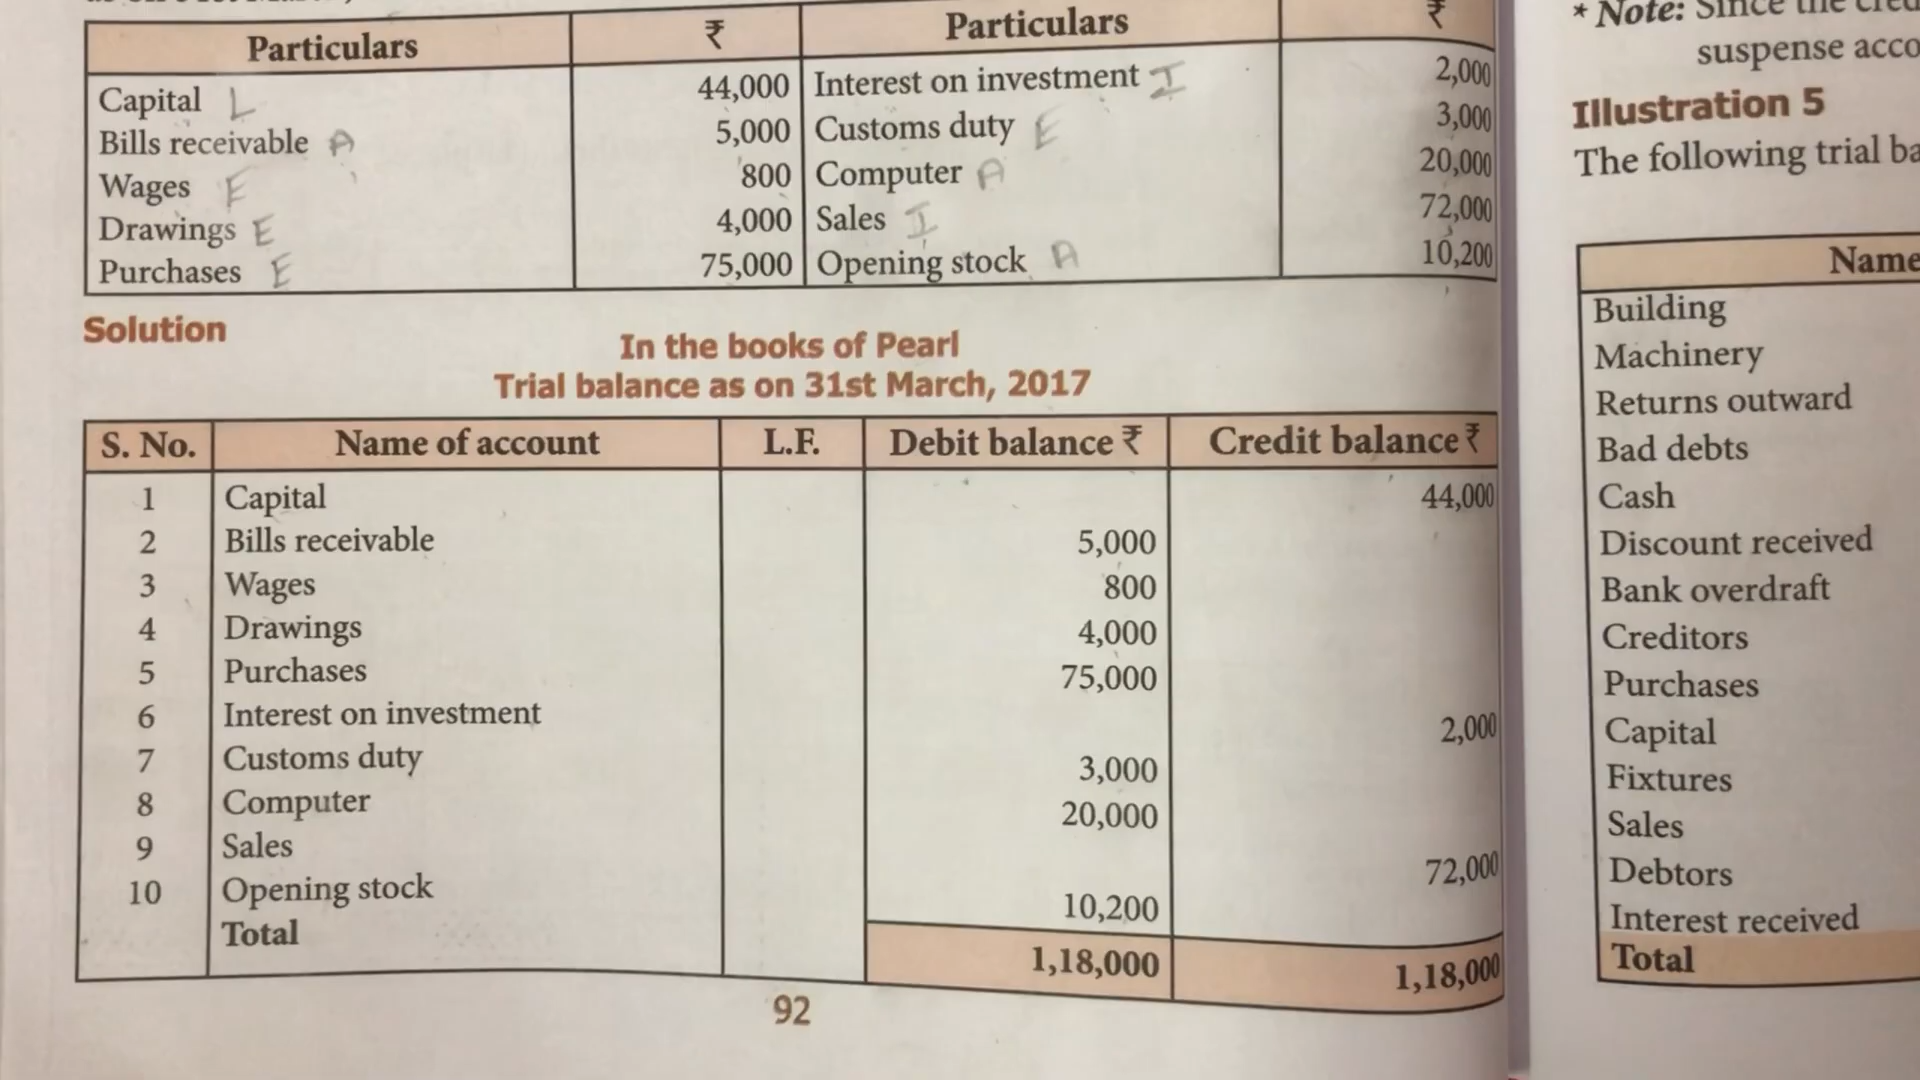 Particulars ₹ Particulars ₹
Capital L 44,000 Interest on investment I 2,000
Bills receivable A 5,000 Customs duty E 3,000
Wages E 800 Computer A 20,000
Drawings E 4,000 Sales I 72,000
Purchases E 75,000 Opening stock A 10,200
Solution
In the books of Pearl
Trial balance as on 31st March, 2017
S. No. Name of account L.F. Debit balance ₹ Credit balance ₹
1 Capital 44,000
2 Bills receivable 5,000
3 Wages 800
4 Drawings 4,000
5 Purchases 75,000
6 Interest on investment 2,000
7 Customs duty 3,000
8 Computer 20,000
9 Sales 72,000
10 Opening stock 10,200
Total 1,18,000 1,18,000
92
* Note: Since the cred
suspense acco
Illustration 5
The following trial ba
Name
Building
Machinery
Returns outward
Bad debts
Cash
Discount received
Bank overdraft
Creditors
Purchases
Capital
Fixtures
Sales
Debtors
Interest received
Total